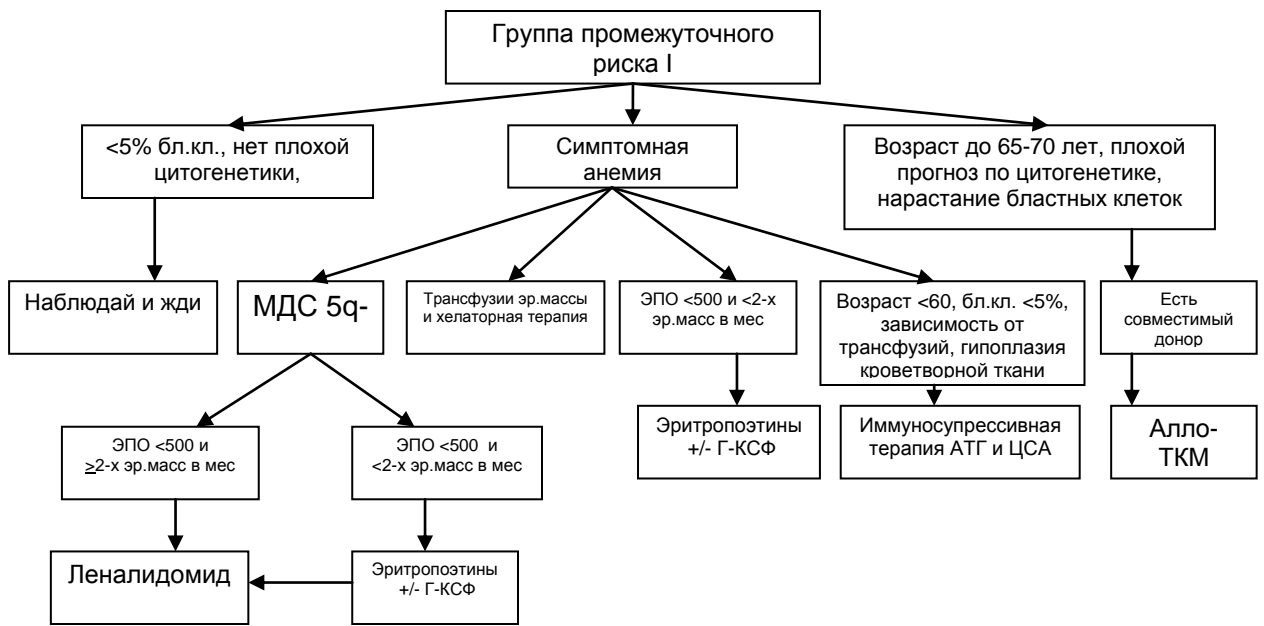 Группа промежуточного
риска I
<5% бл.кл., нет плохой
цитогенетики,
Симптомная
анемия
Возраст до 65-70 лет, плохой
прогноз по цитогенетике,
нарастание бластных клеток
Наблюдай и жди
МДС 5q-
Трансфузии эр.массы
и хелаторная терапия
ЭПО <500 и <2-х
эр.масс в мес
Возраст <60, бл.кл. <5%,
зависимость от
трансфузий, гипоплазия
кроветворной ткани
Есть
совместимый
донор
ЭПО <500 и
>2-х эр.масс в мес
ЭПО <500 и
<2-х эр.масс в мес
Эритропоэтины
+/- Г-КСФ
Иммуносупрессивная
терапия АТГ и ЦСА
Алло-
ТКМ
Леналидомид
Эритропоэтины
+/- Г-КСФ